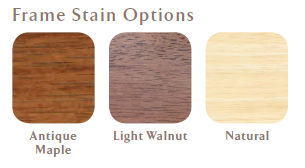 Frame Stain Options
Antique
Maple
Light Walnut
Natural